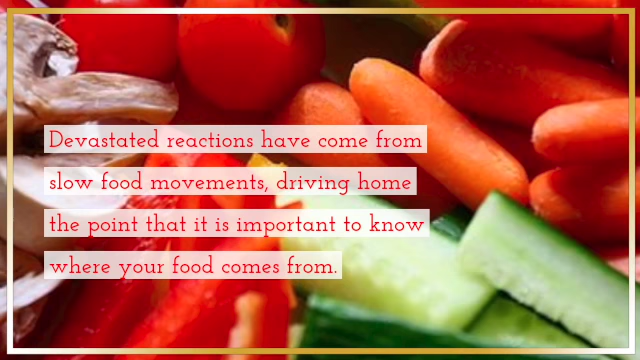 Devastated reactions have come from
slow food movements, driving home
the point that it is important to know
where your food comes from.